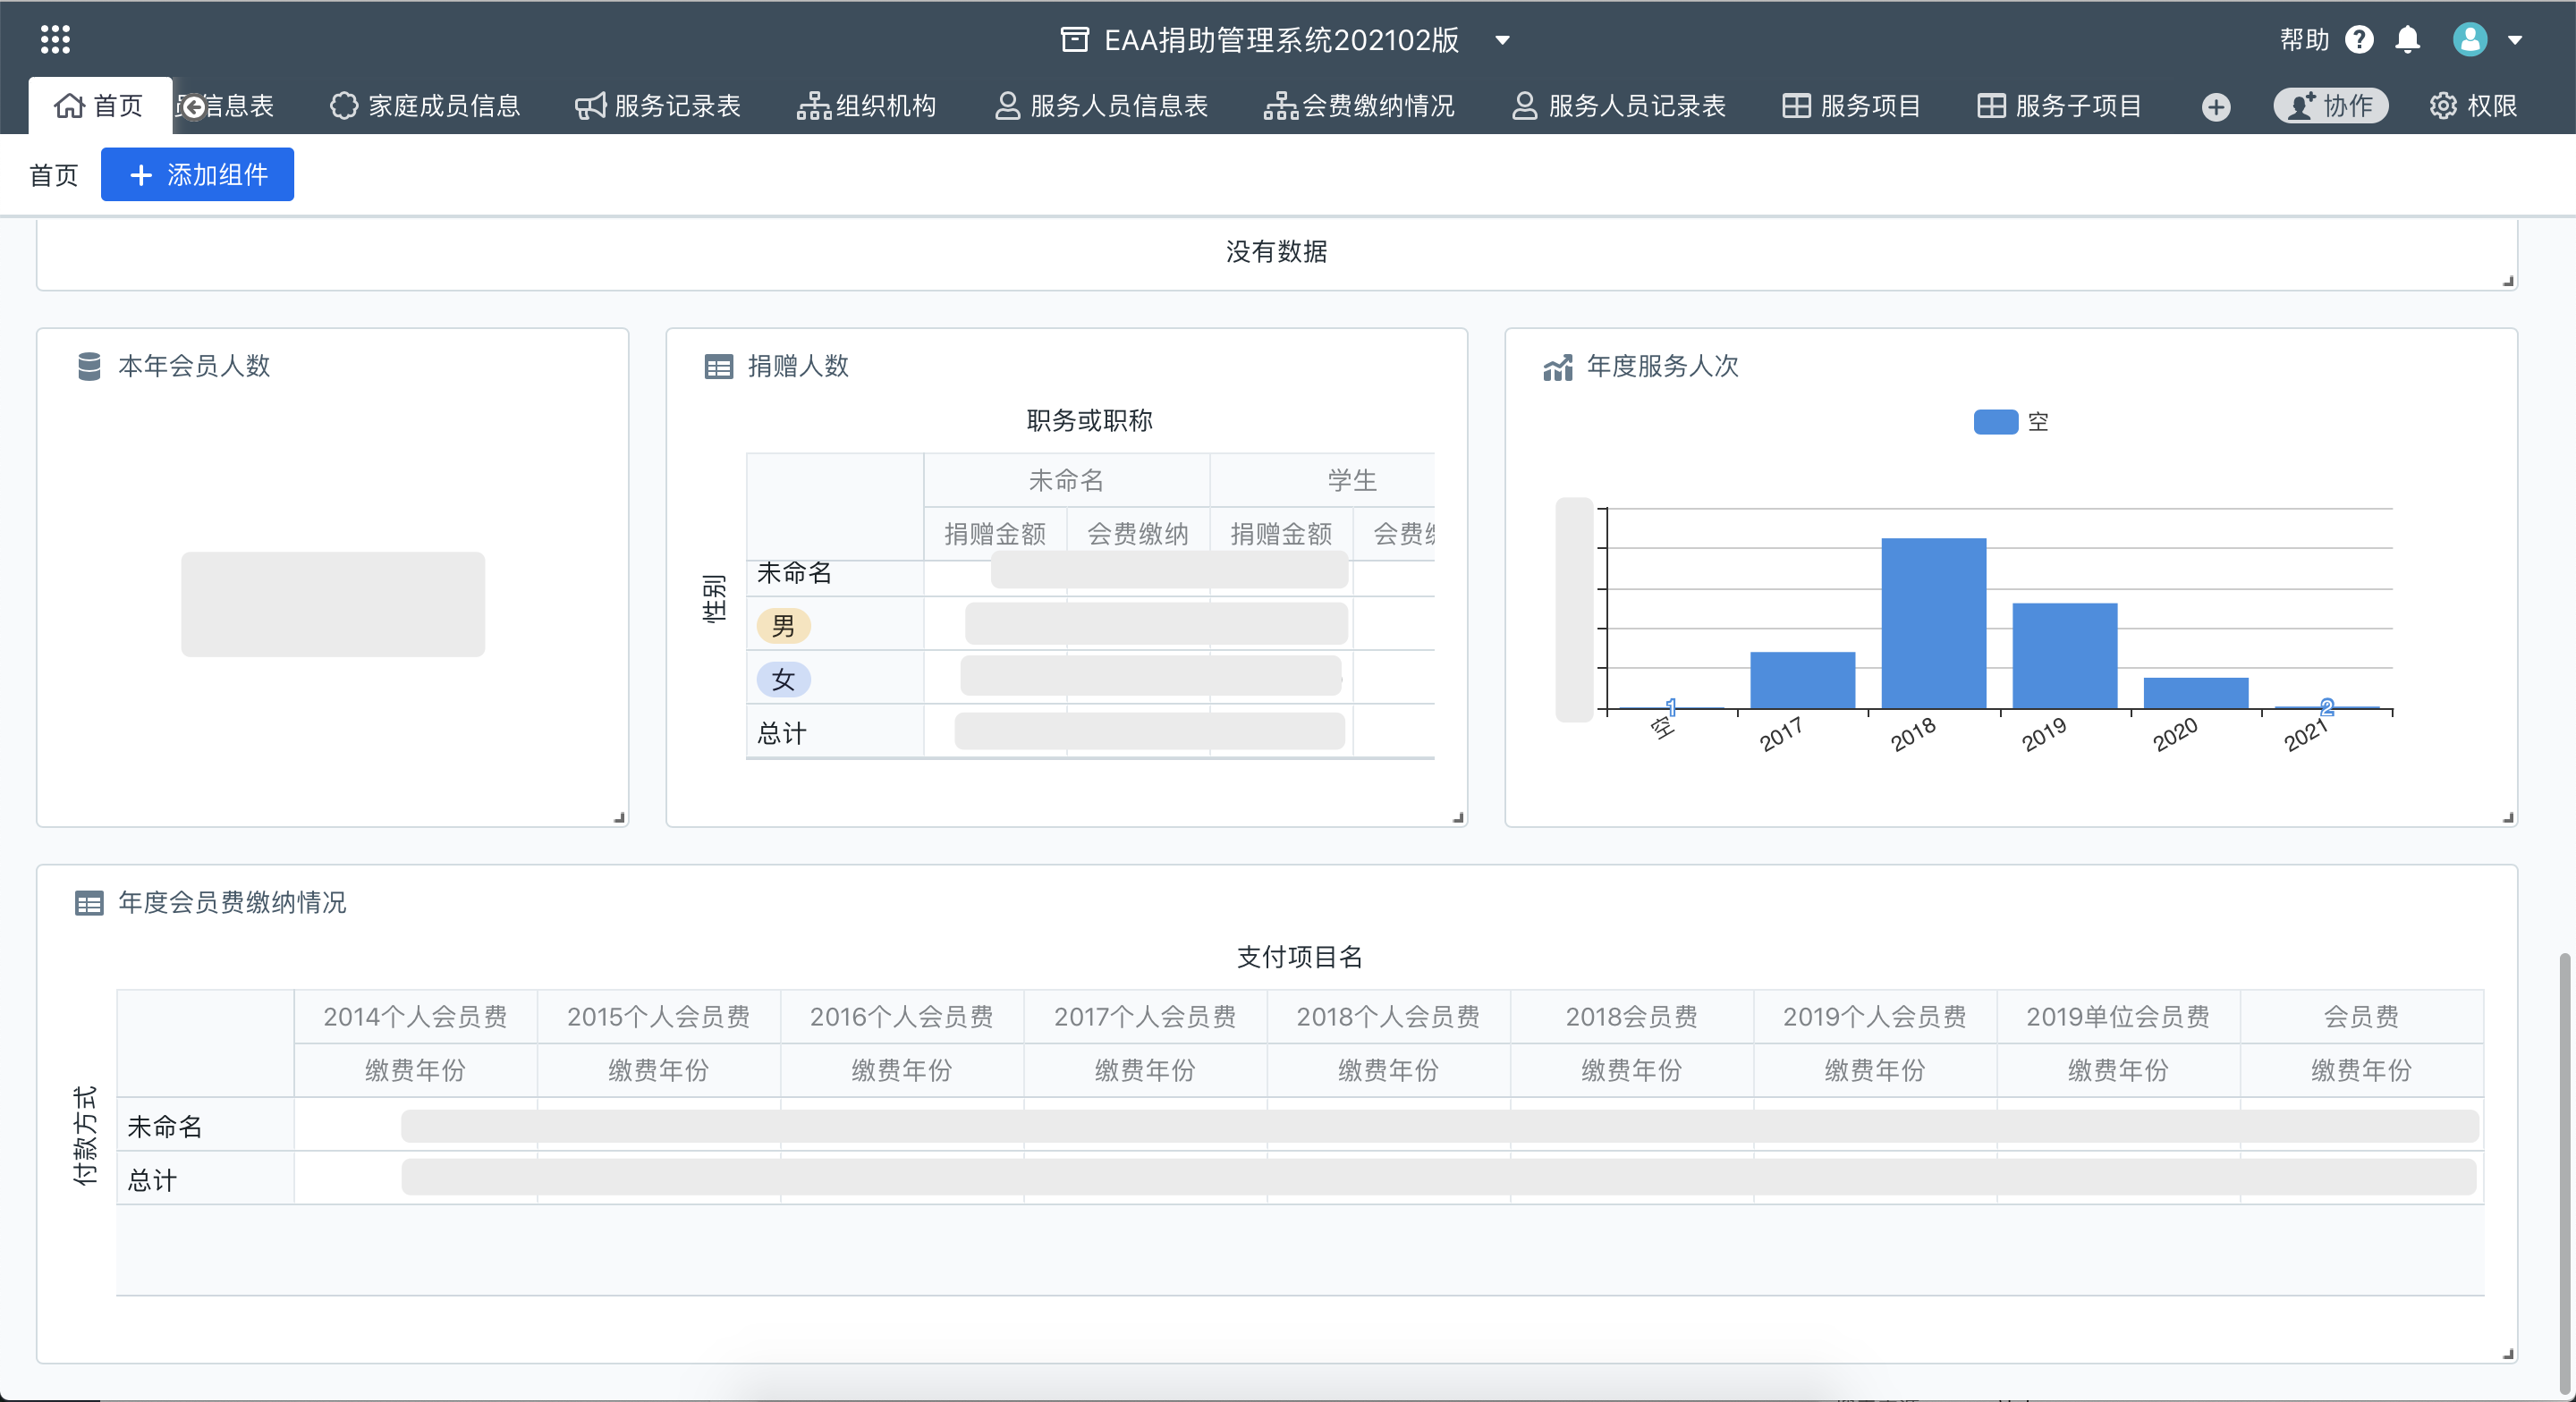 EAA捐助管理系统202102版
帮助
首页
信息表
家庭成员信息
服务记录表
组织机构
服务人员信息表
会费缴纳情况
服务人员记录表
服务项目
服务子项目
协作
权限
首页
添加组件
没有数据
本年会员人数
捐赠人数
职务或职称
未命名 学生
捐赠金额 会费缴纳 捐赠金额 会费
性别
未命名
男
女
总计
年度服务人次
空
1 2
空 2017 2018 2019 2020 2021
年度会员费缴纳情况
支付项目名
2014个人会员费 2015个人会员费 2016个人会员费 2017个人会员费 2018个人会员费 2018会员费 2019个人会员费 2019单位会员费 会员费
缴费年份 缴费年份 缴费年份 缴费年份 缴费年份 缴费年份 缴费年份 缴费年份 缴费年份
付款方式
未命名
总计